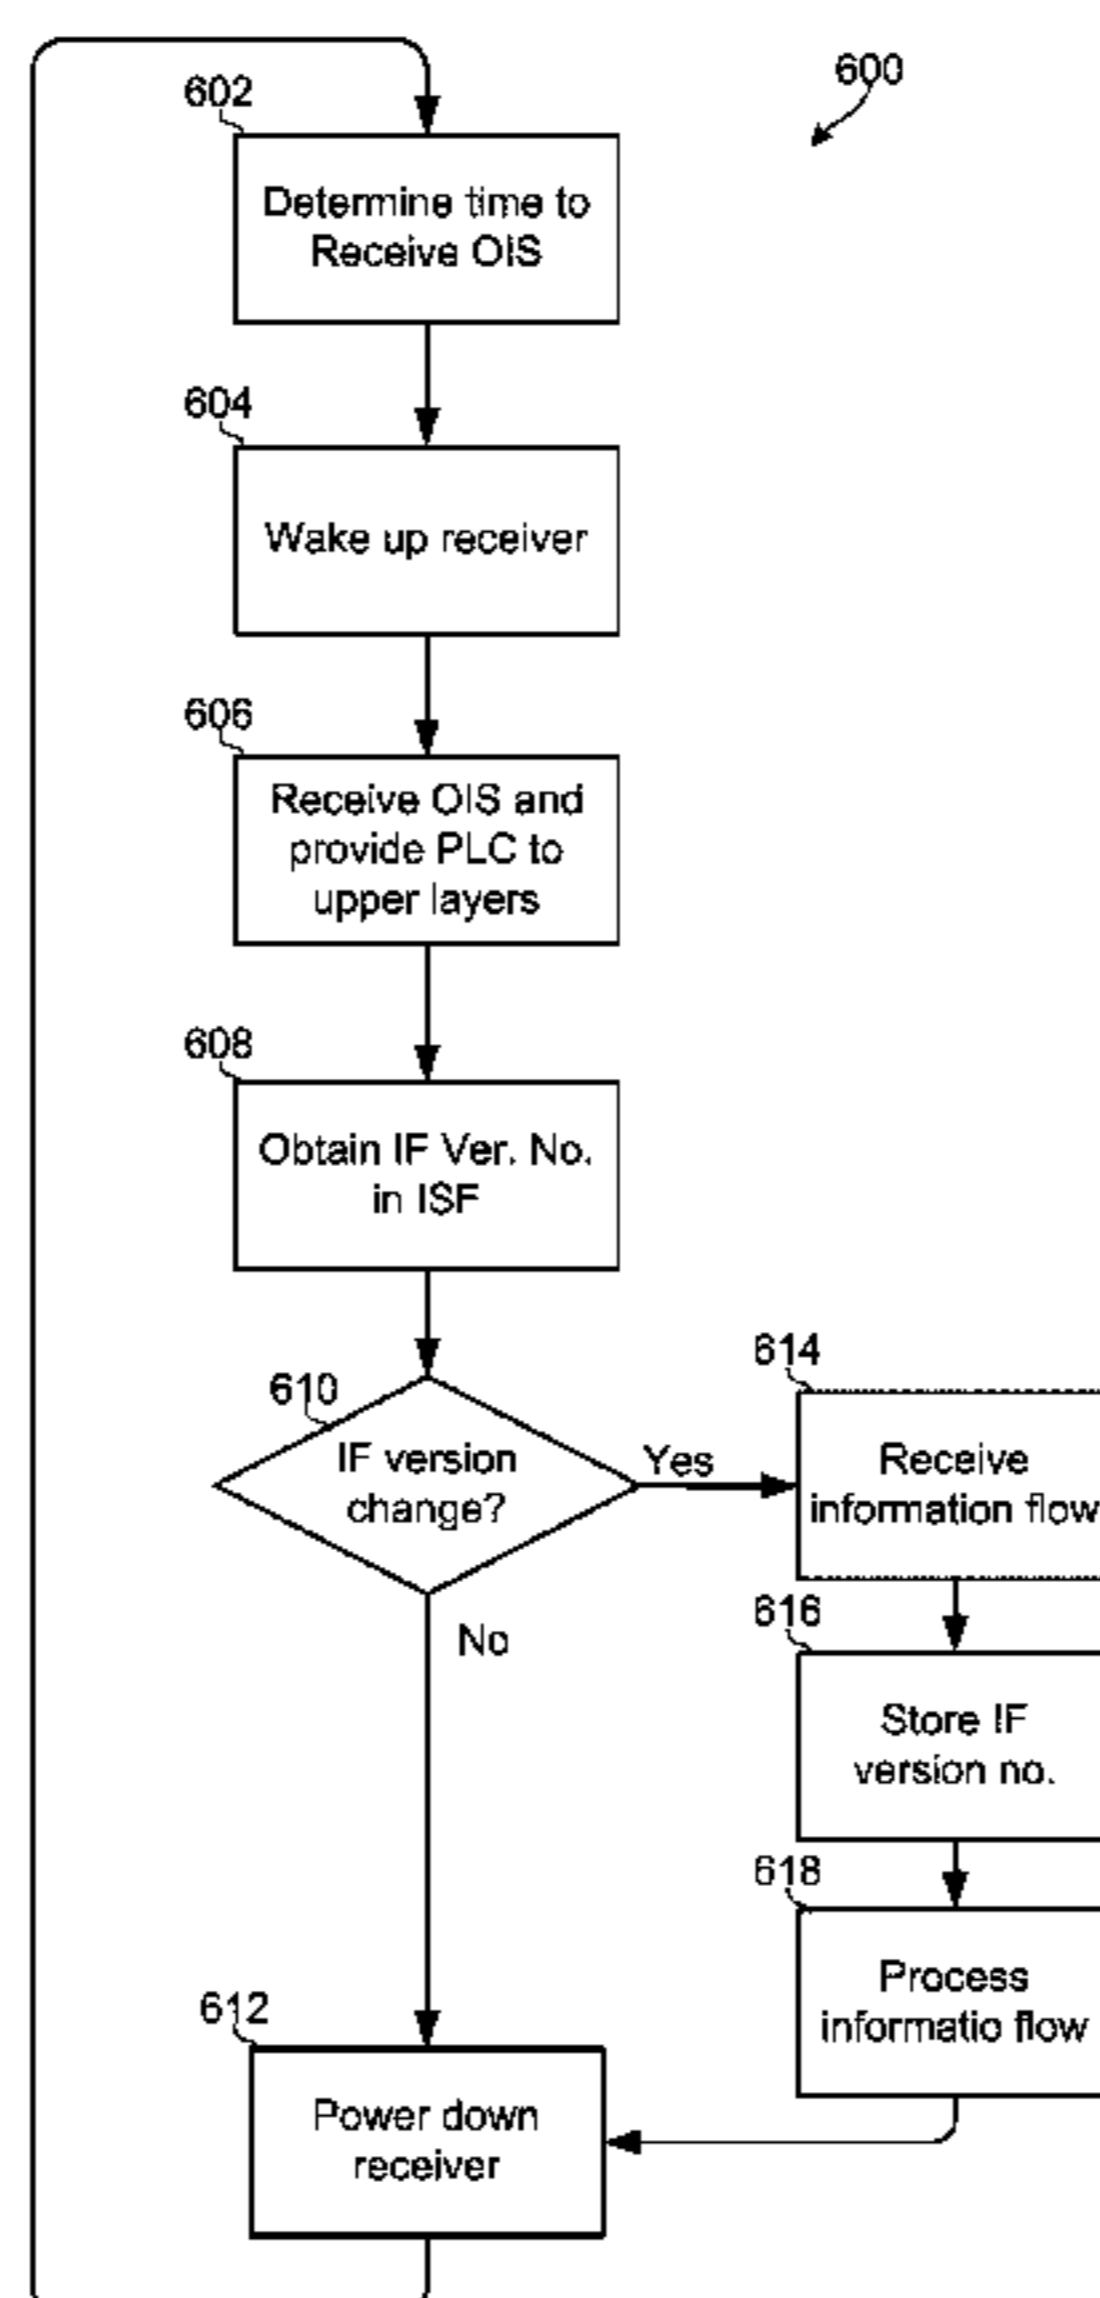 600
602
Determine time to
Receive OIS
604
Wake up receiver
606
Receive OIS and
provide PLC to
upper layers
608
Obtain IF Ver. No.
in ISF
610
IF version
change?
Yes
No
614
Receive
information flow
616
Store IF
version no.
618
Process
informatio flow
612
Power down
receiver